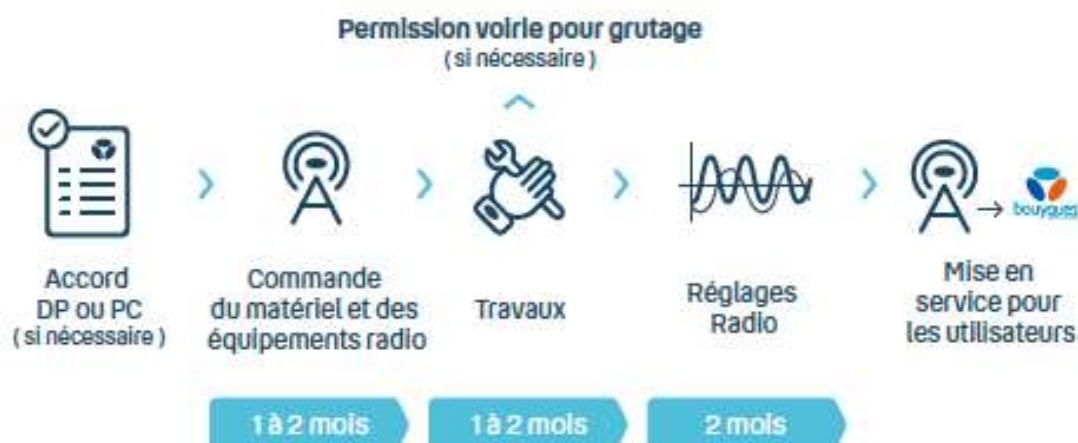 Permission voirie pour grutage
( si nécessaire )
Accord
DP ou PC
( si nécessaire )
Commande
du matériel et des
équipements radio
Travaux
Réglages
Radio
bouygues
Mise en
service pour
les utilisateurs
1 à 2 mois
1 à 2 mois
2 mois